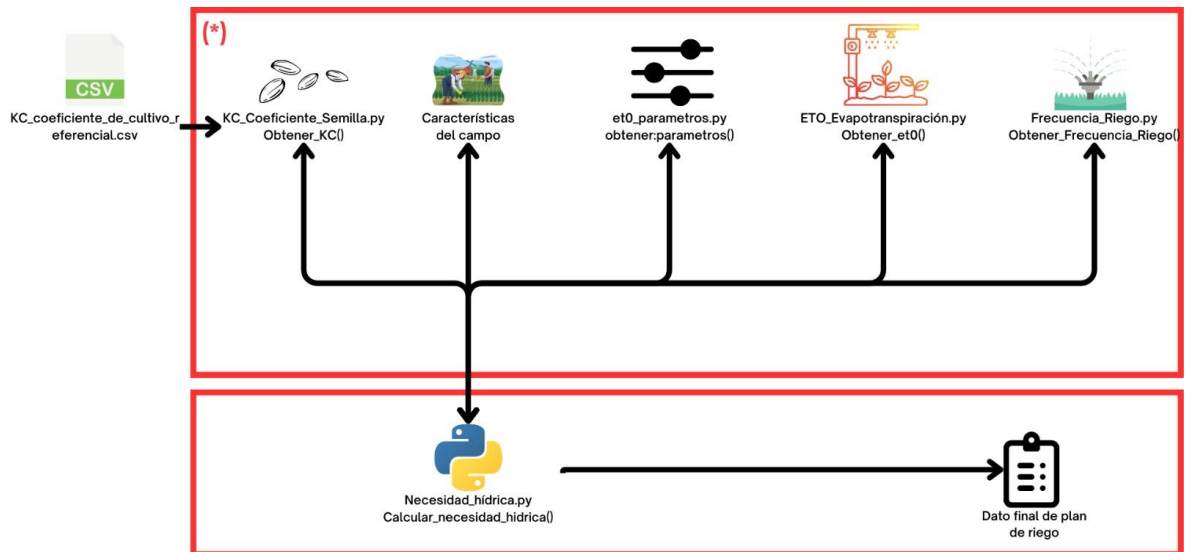 (*)
CSV
KC_coeficiente_de_cultivo_r
eferencial.csv
KC_Coeficiente_Semilla.py
Obtener_KC()
Características
del campo
et0_parametros.py
obtener:parametros()
ETO_Evapotranspiración.py
Obtener_et0()
Frecuencia_Riego.py
Obtener_Frecuencia_Riego()
Necesidad_hídrica.py
Calcular_necesidad_hidrica()
Dato final de plan
de riego